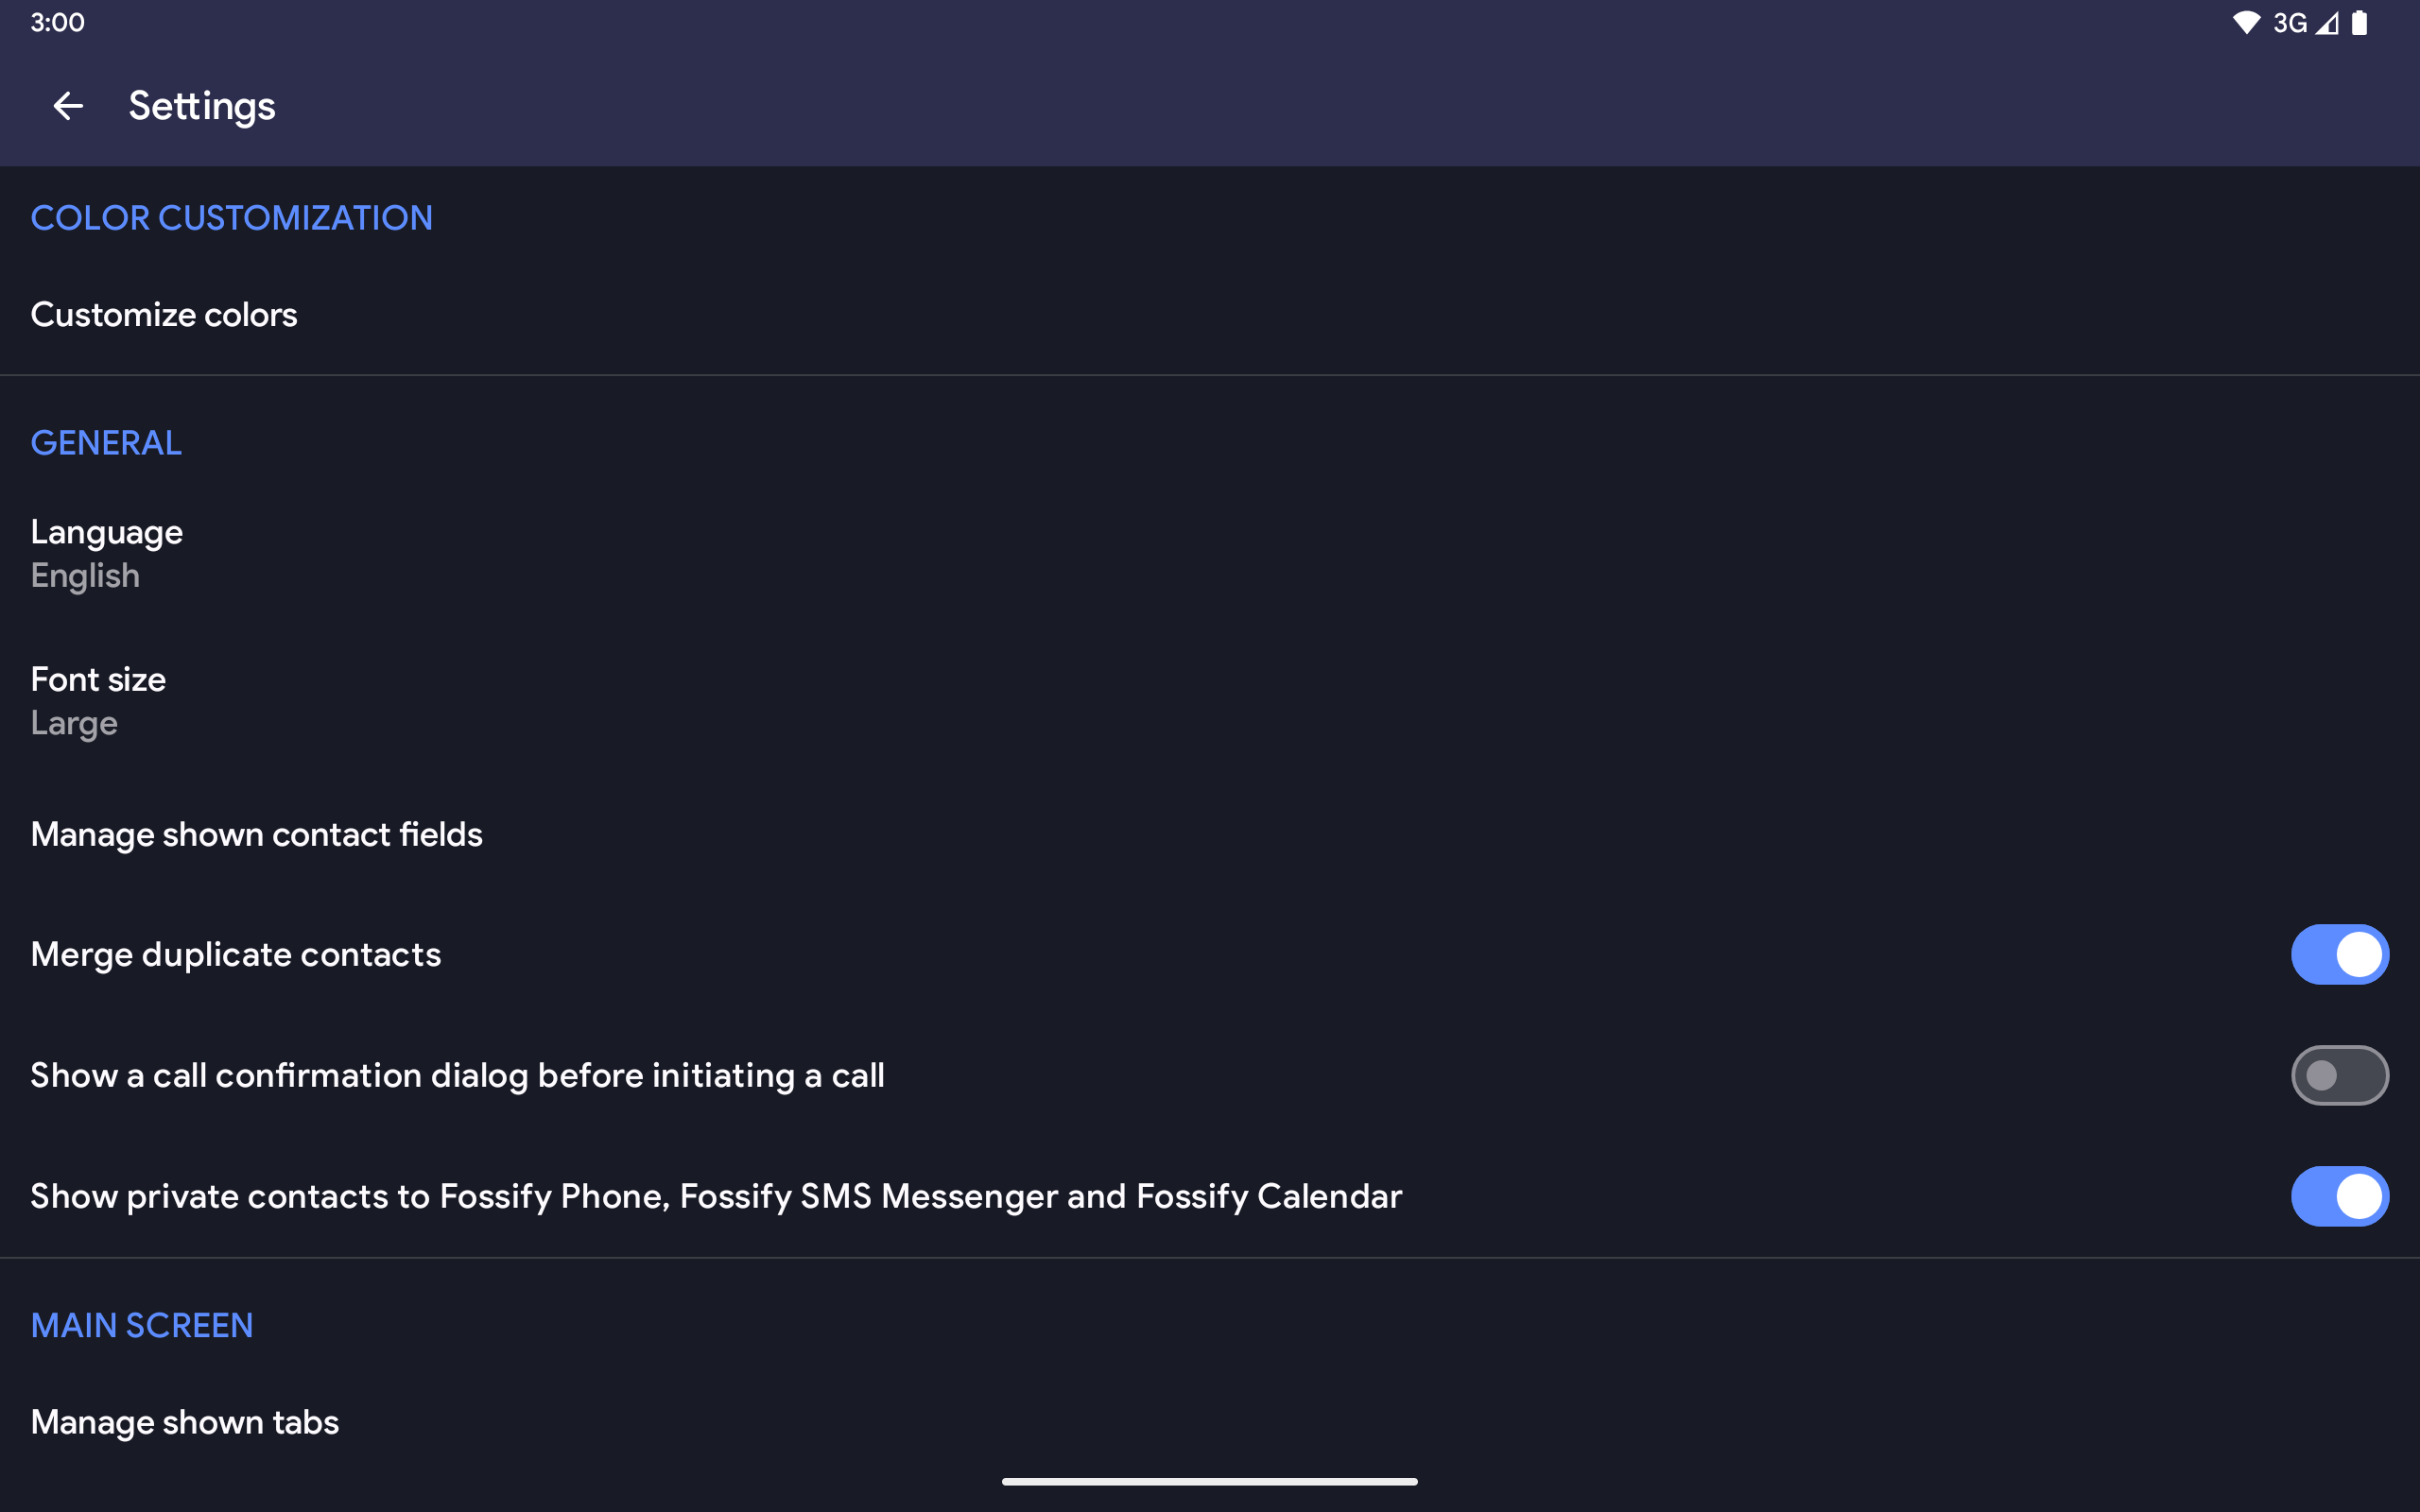 3:00
3G
Settings
COLOR CUSTOMIZATION
Customize colors
GENERAL
Language
English
Font size
Large
Manage shown contact fields
Merge duplicate contacts
Show a call confirmation dialog before initiating a call
Show private contacts to Fossify Phone, Fossify SMS Messenger and Fossify Calendar
MAIN SCREEN
Manage shown tabs